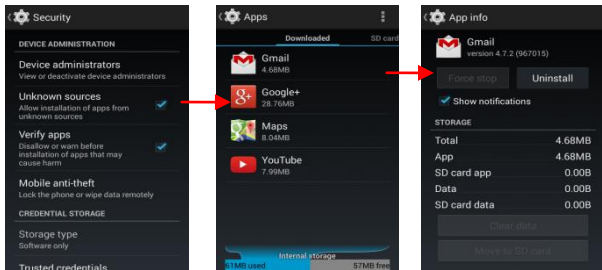 Security
DEVICE ADMINISTRATION
Device administrators
View or deactivate device administrators
Unknown sources
Allow installation of apps from
unknown sources
Verify apps
Disallow or warn before
installation of apps that may
cause harm
Mobile anti-theft
Lock the phone or wipe data remotely
CREDENTIAL STORAGE
Storage type
Software only
Trusted credentials
Apps
Downloaded
SD card
Gmail
4.68MB
Google+
28.76MB
Maps
8.04MB
YouTube
7.99MB
Internal storage
61MB used
57MB free
App info
Gmail
version 4.7.2 (967015)
Force stop
Uninstall
Show notifications
STORAGE
Total 4.68MB
App 4.68MB
SD card app 0.00B
Data 0.00B
SD card data 0.00B
Clear data
Move to SD card